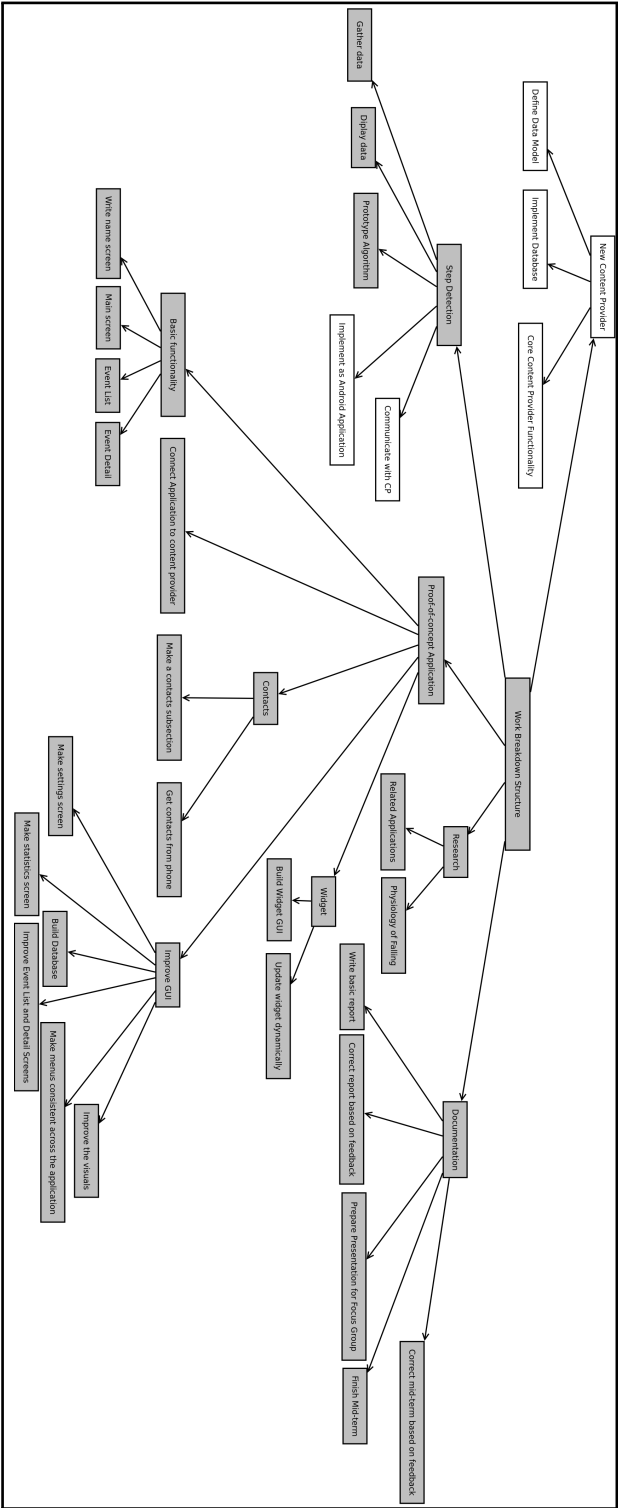 Work Breakdown Structure
New Content Provider
Step Detection
Proof-of-concept Application
Research
Documentation
Define Data Model
Implement Database
Core Content Provider Functionality
Gather data
Diplay data
Prototype Algorithm
Implement as Android Application
Communicate with CP
Related Applications
Physiology of Falling
Write basic report
Correct report based on feedback
Prepare Presentation for Focus Group
Finish Mid-term
Correct mid-term based on feedback
Basic functionality
Connect Application to content provider
Contacts
Improve GUI
Widget
Write name screen
Main screen
Event List
Event Detail
Make a contacts subsection
Get contacts from phone
Build Widget GUI
Update widget dynamically
Make settings screen
Make statistics screen
Build Database
Improve Event List and Detail Screens
Make menus consistent across the application
Improve the visuals